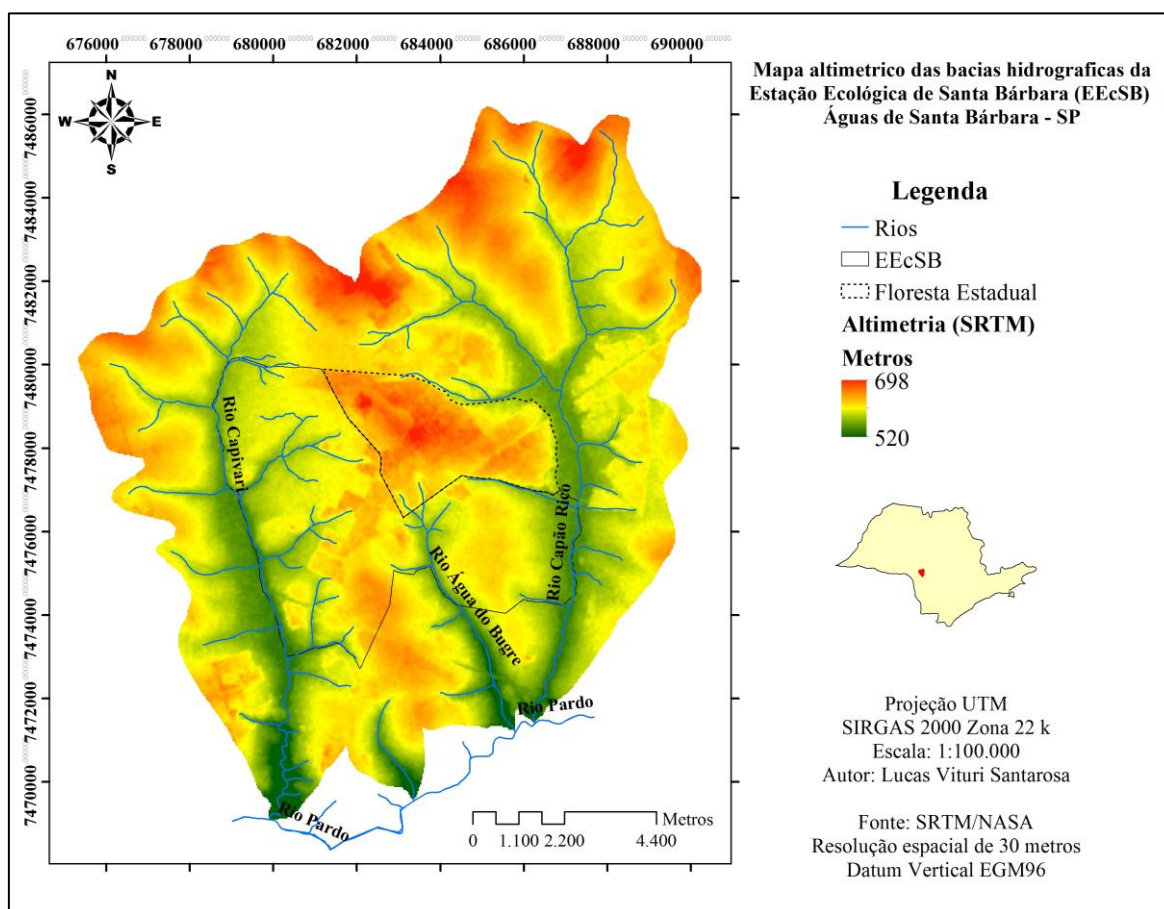 676000 678000 680000 682000 684000 686000 688000 690000
N
W E
S
7486000
7484000
7482000
7480000
7478000
7476000
7474000
7472000
7470000
Rio Capivari
Rio Água do Bugre
Rio Capão Rico
Rio Pardo
Rio Pardo
Metros
0 1.100 2.200 4.400
Mapa altimetrico das bacias hidrograficas da
Estação Ecológica de Santa Bárbara (EEcSB)
Águas de Santa Bárbara - SP
Legenda
Rios
EEcSB
Floresta Estadual
Altimetria (SRTM)
Metros
698
520
Projeção UTM
SIRGAS 2000 Zona 22 k
Escala: 1:100.000
Autor: Lucas Vituri Santarosa
Fonte: SRTM/NASA
Resolução espacial de 30 metros
Datum Vertical EGM96